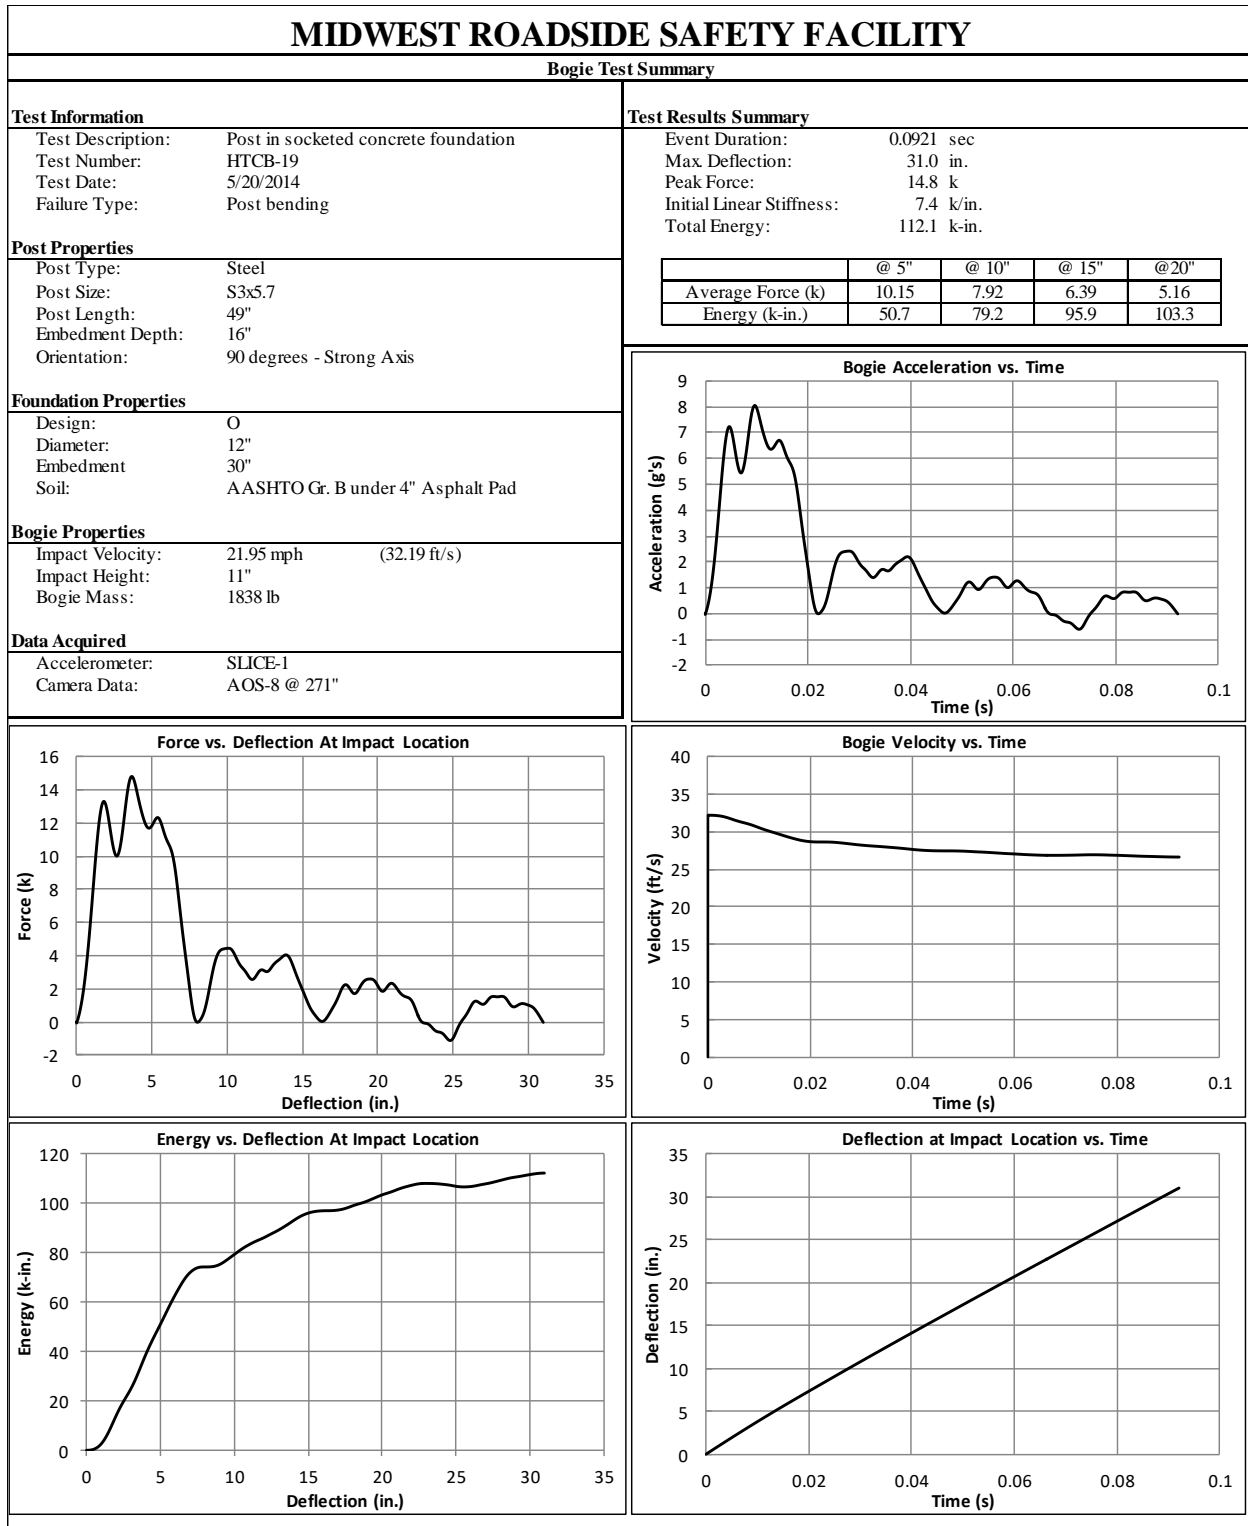 MIDWEST ROADSIDE SAFETY FACILITY
Bogie Test Summary
Test Information
Test Description: Post in socketed concrete foundation
Test Number: HTCB-19
Test Date: 5/20/2014
Failure Type: Post bending
Post Properties
Post Type: Steel
Post Size: S3x5.7
Post Length: 49"
Embedment Depth: 16"
Orientation: 90 degrees - Strong Axis
Foundation Properties
Design: O
Diameter: 12"
Embedment 30"
Soil: AASHTO Gr. B under 4" Asphalt Pad
Bogie Properties
Impact Velocity: 21.95 mph (32.19 ft/s)
Impact Height: 11"
Bogie Mass: 1838 lb
Data Acquired
Accelerometer: SLICE-1
Camera Data: AOS-8 @ 271"
Test Results Summary
Event Duration: 0.0921 sec
Max. Deflection: 31.0 in.
Peak Force: 14.8 k
Initial Linear Stiffness: 7.4 k/in.
Total Energy: 112.1 k-in.
@ 5" @ 10" @ 15" @20"
Average Force (k) 10.15 7.92 6.39 5.16
Energy (k-in.) 50.7 79.2 95.9 103.3
Bogie Acceleration vs. Time
Acceleration (g's)
9
8
7
6
5
4
3
2
1
0
-1
-2
0 0.02 0.04 0.06 0.08 0.1
Time (s)
Force vs. Deflection At Impact Location
Force (k)
16
14
12
10
8
6
4
2
0
-2
0 5 10 15 20 25 30 35
Deflection (in.)
Bogie Velocity vs. Time
Velocity (ft/s)
40
35
30
25
20
15
10
5
0
0 0.02 0.04 0.06 0.08 0.1
Time (s)
Energy vs. Deflection At Impact Location
Energy (k-in.)
120
100
80
60
40
20
0
0 5 10 15 20 25 30 35
Deflection (in.)
Deflection at Impact Location vs. Time
Deflection (in.)
35
30
25
20
15
10
5
0
0 0.02 0.04 0.06 0.08 0.1
Time (s)